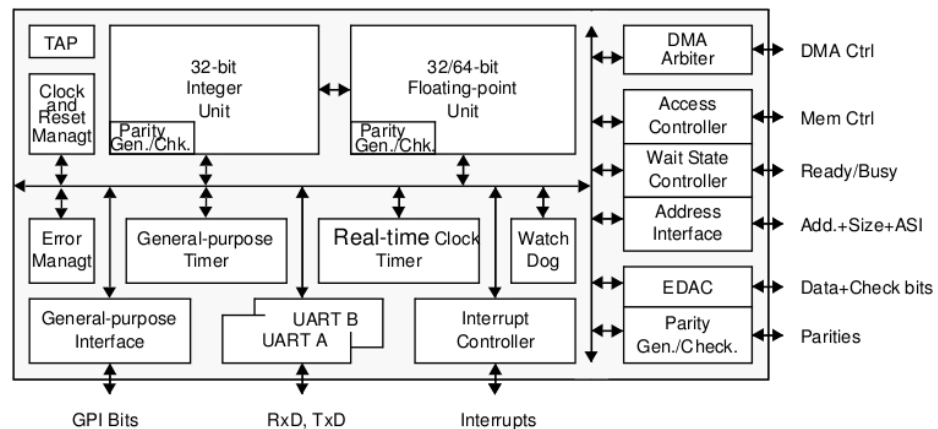 TAP
Clock
and
Reset
Managt
32-bit
Integer
Unit
Parity
Gen./Chk.
32/64-bit
Floating-point
Unit
Parity
Gen./Chk.
DMA
Arbiter
DMA Ctrl
Access
Controller
Mem Ctrl
Wait State
Controller
Ready/Busy
Address
Interface
Add.+Size+ASI
Error
Managt
General-purpose
Timer
Real-time Clock
Timer
Watch
Dog
EDAC
Data+Check bits
Parity
Gen./Check.
Parities
General-purpose
Interface
UART B
UART A
Interrupt
Controller
GPI Bits
RxD, TxD
Interrupts